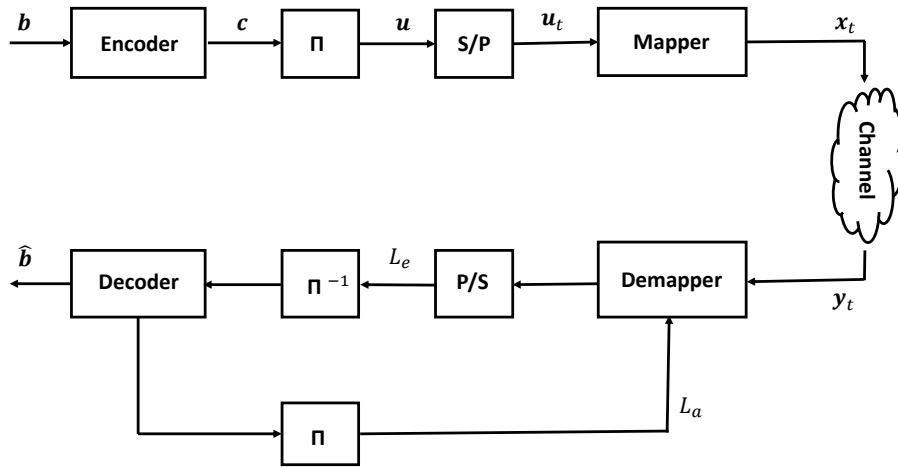 b
Encoder
c
Π
u
S/P
u_t
Mapper
x_t
Channel
b̂
Decoder
Π⁻¹
L_e
P/S
Demapper
y_t
Π
L_a